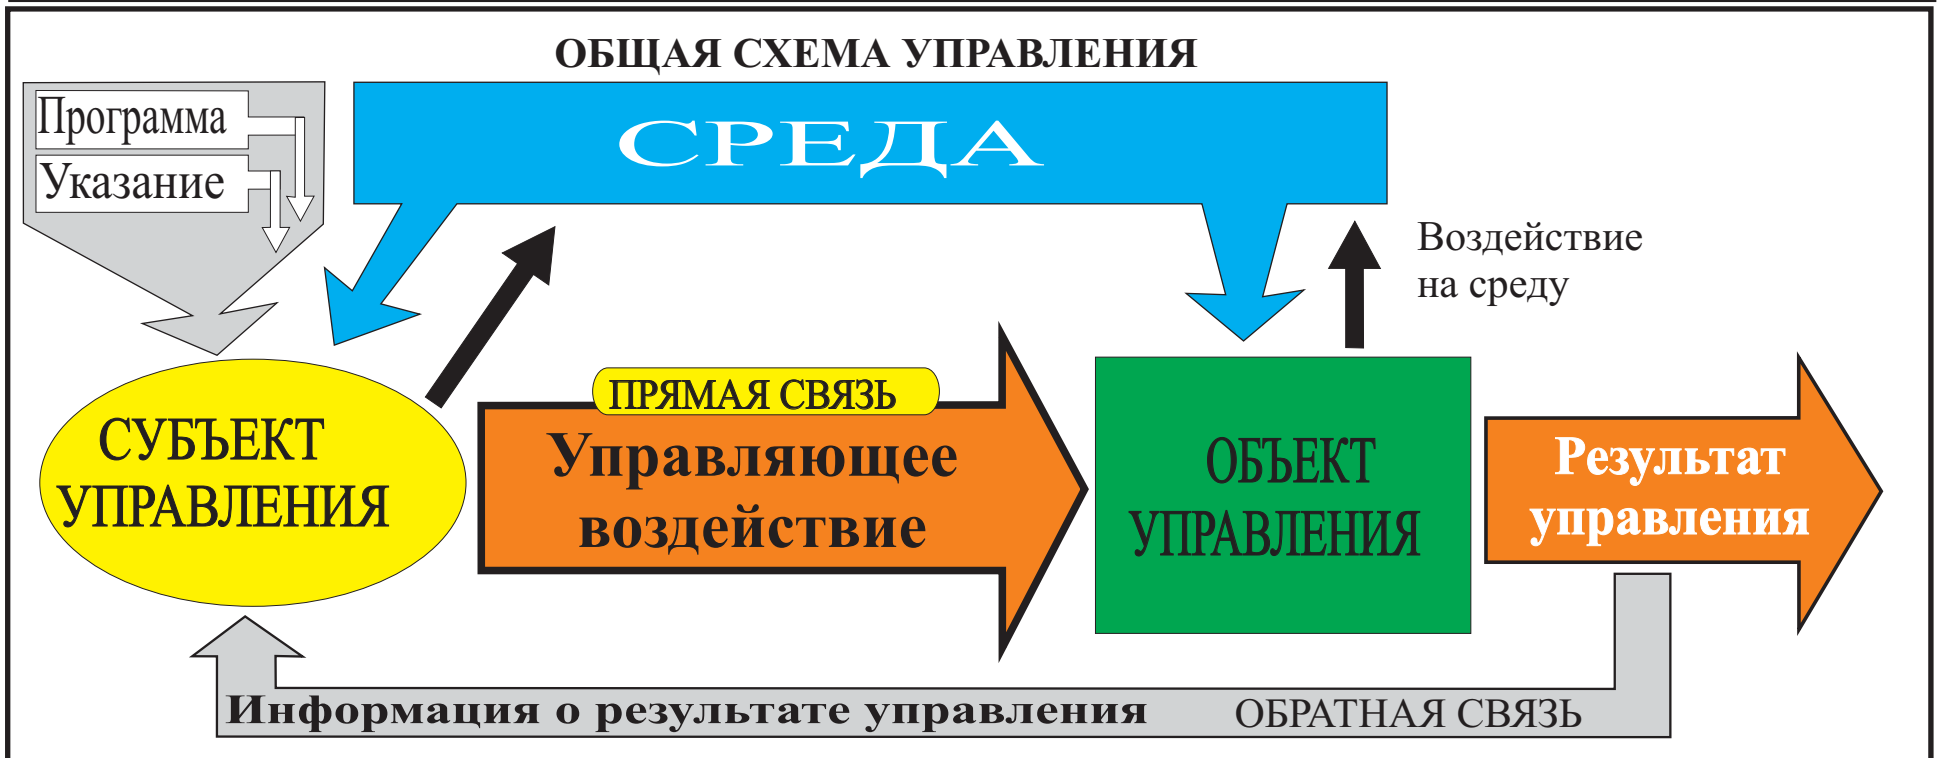 ОБЩАЯ СХЕМА УПРАВЛЕНИЯ
Программа
Указание
СРЕДА
Воздействие
на среду
СУБЪЕКТ
УПРАВЛЕНИЯ
ПРЯМАЯ СВЯЗЬ
Управляющее
воздействие
ОБЪЕКТ
УПРАВЛЕНИЯ
Результат
управления
Информация о результате управления
ОБРАТНАЯ СВЯЗЬ